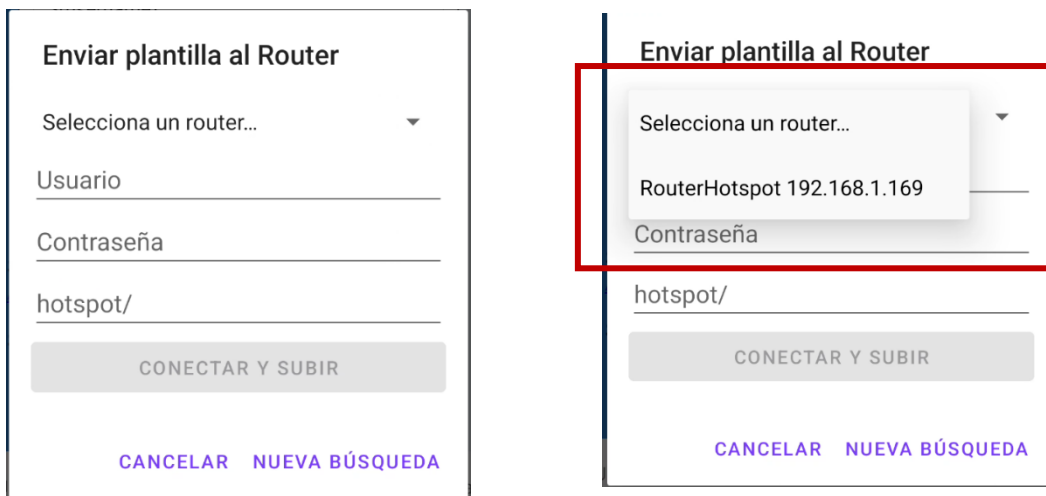 Enviar plantilla al Router
Selecciona un router...
Usuario
Contraseña
hotspot/
CONECTAR Y SUBIR
CANCELAR NUEVA BÚSQUEDA
Enviar plantilla al Router
Selecciona un router...
RouterHotspot 192.168.1.169
Contraseña
hotspot/
CONECTAR Y SUBIR
CANCELAR NUEVA BÚSQUEDA